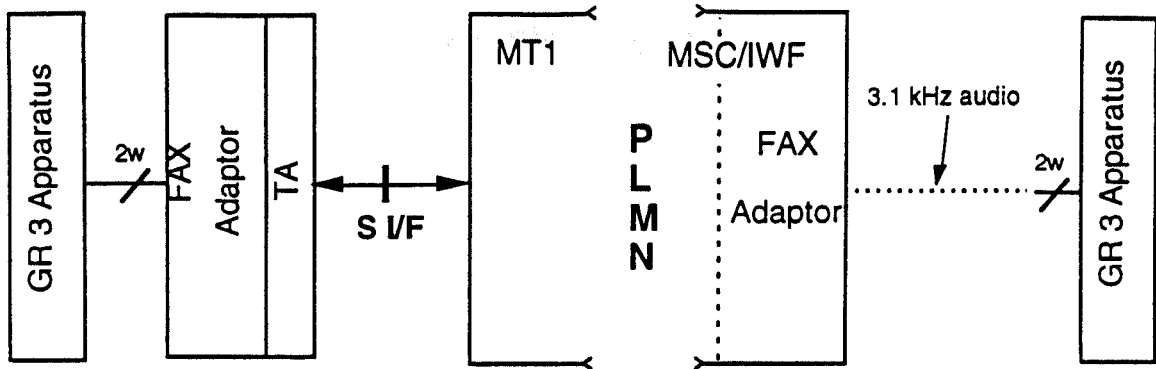 GR 3 Apparatus
2w
FAX
Adaptor
TA
S I/F
MT1
P
L
M
N
MSC/IWF
FAX
Adaptor
3.1 kHz audio
2w
GR 3 Apparatus